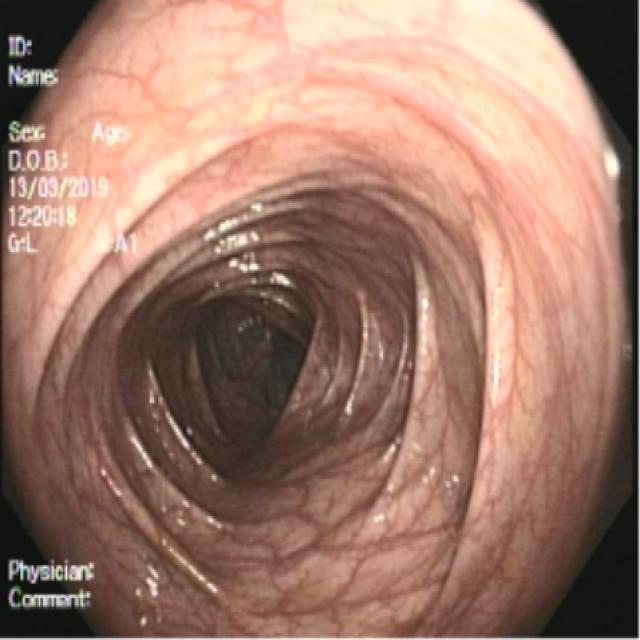 ID:
Name:
Sex: Age:
D.O.B.:
13/03/2019
12:20:18
G:L A1
Physician:
Comment: